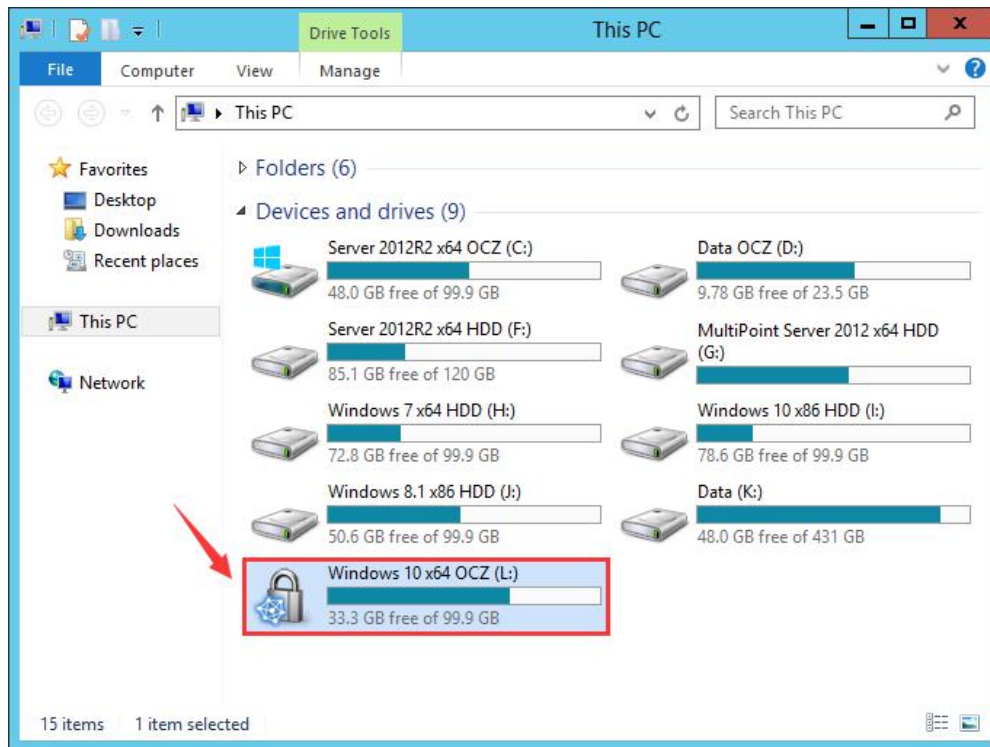 Drive Tools
This PC
File
Computer
View
Manage
This PC
Search This PC
Favorites
Desktop
Downloads
Recent places
This PC
Network
Folders (6)
Devices and drives (9)
Server 2012R2 x64 OCZ (C:)
48.0 GB free of 99.9 GB
Data OCZ (D:)
9.78 GB free of 23.5 GB
Server 2012R2 x64 HDD (F:)
85.1 GB free of 120 GB
MultiPoint Server 2012 x64 HDD
(G:)
Windows 7 x64 HDD (H:)
72.8 GB free of 99.9 GB
Windows 10 x86 HDD (I:)
78.6 GB free of 99.9 GB
Windows 8.1 x86 HDD (J:)
50.6 GB free of 99.9 GB
Data (K:)
48.0 GB free of 431 GB
Windows 10 x64 OCZ (L:)
33.3 GB free of 99.9 GB
15 items
1 item selected